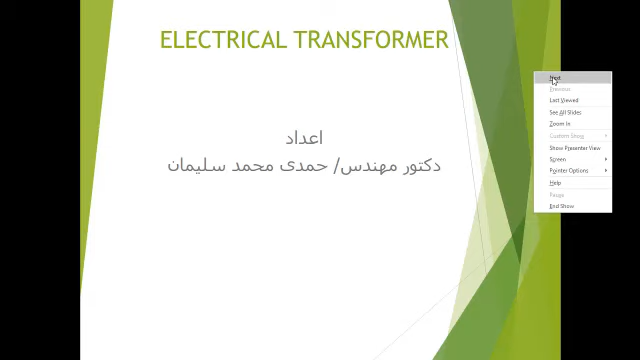 ELECTRICAL TRANSFORMER
اعداد
دكتور مهندس/ حمدى محمد سليمان
Next
Previous
Last Viewed
See All Slides
Zoom In
Custom Show
Show Presenter View
Screen
Pointer Options
Help
Pause
End Show